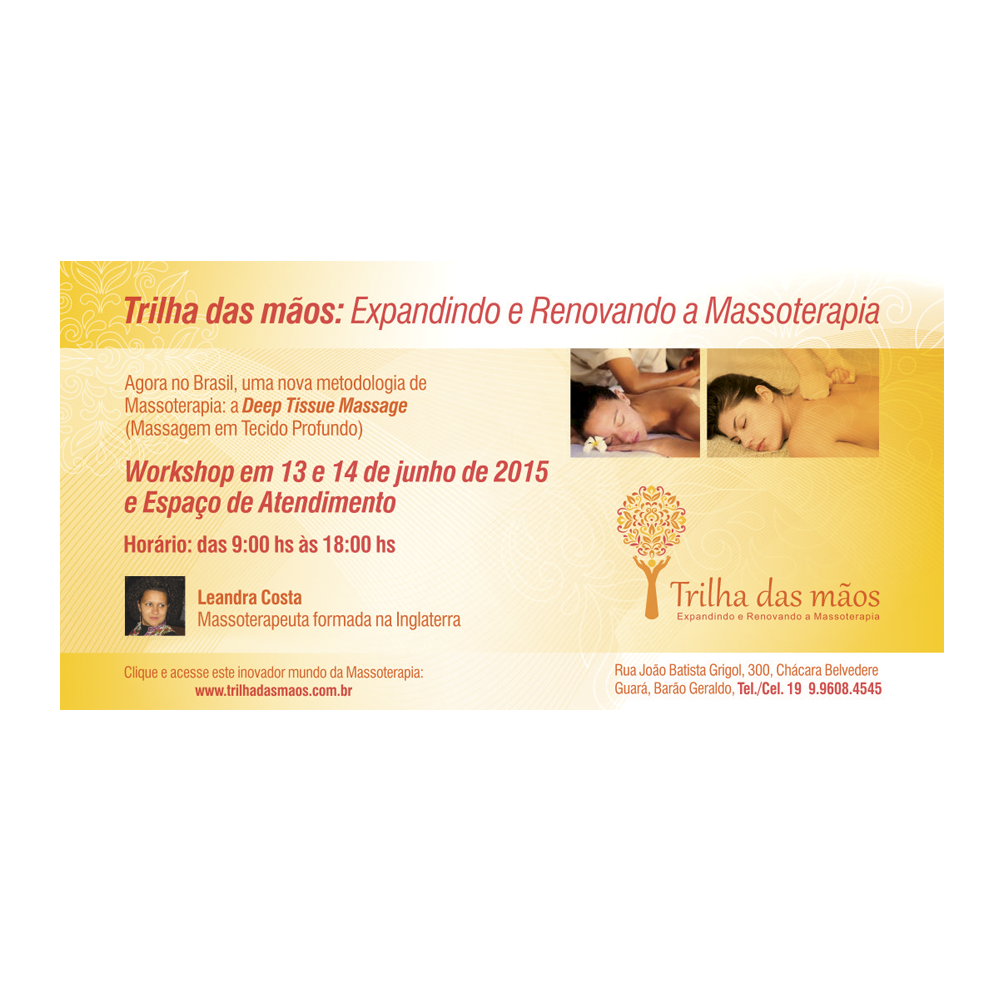 Trilha das mãos: Expandindo e Renovando a Massoterapia
Agora no Brasil, uma nova metodologia de
Massoterapia: a Deep Tissue Massage
(Massagem em Tecido Profundo)
Workshop em 13 e 14 de junho de 2015
e Espaço de Atendimento
Horário: das 9:00 hs às 18:00 hs
Leandra Costa
Massoterapeuta formada na Inglaterra
Trilha das mãos
Expandindo e Renovando a Massoterapia
Clique e acesse este inovador mundo da Massoterapia:
www.trilhadasmaos.com.br
Rua João Batista Grigol, 300, Chácara Belvedere
Guará, Barão Geraldo, Tel./Cel. 19 9.9608.4545